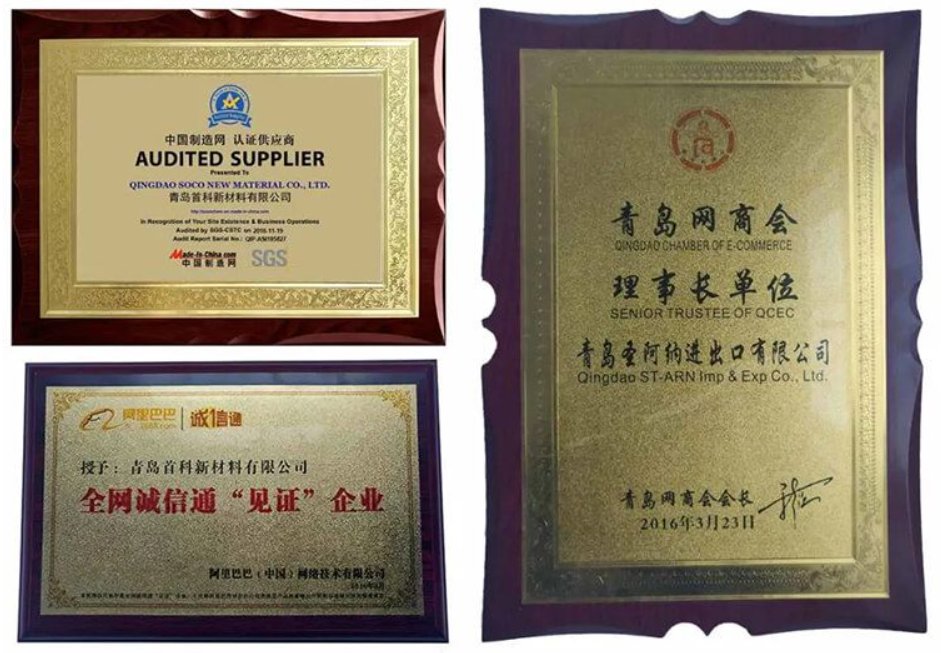 中国制造网 认证供应商
AUDITED SUPPLIER
Presented To
QINGDAO SOCO NEW MATERIAL CO., LTD.
青岛首科新材料有限公司
In Recognition of Your Site Existence & Business Operations
Audited by SGS-CSTC on 2016-11-19
Audit Report Serial No.:
Made-in-China.com
中国制造网
SGS
阿里巴巴
1688.com
诚信通
授予：青岛首科新材料有限公司
全网诚信通“见证”企业
阿里巴巴（中国）网络技术有限公司
青岛网商会
QINGDAO CHAMBER OF E-COMMERCE
理事长单位
SENIOR TRUSTEE OF QCEC
青岛圣阿纳进出口有限公司
Qingdao ST-ARN Imp & Exp Co., Ltd.
青岛网商会会长
2016年3月23日